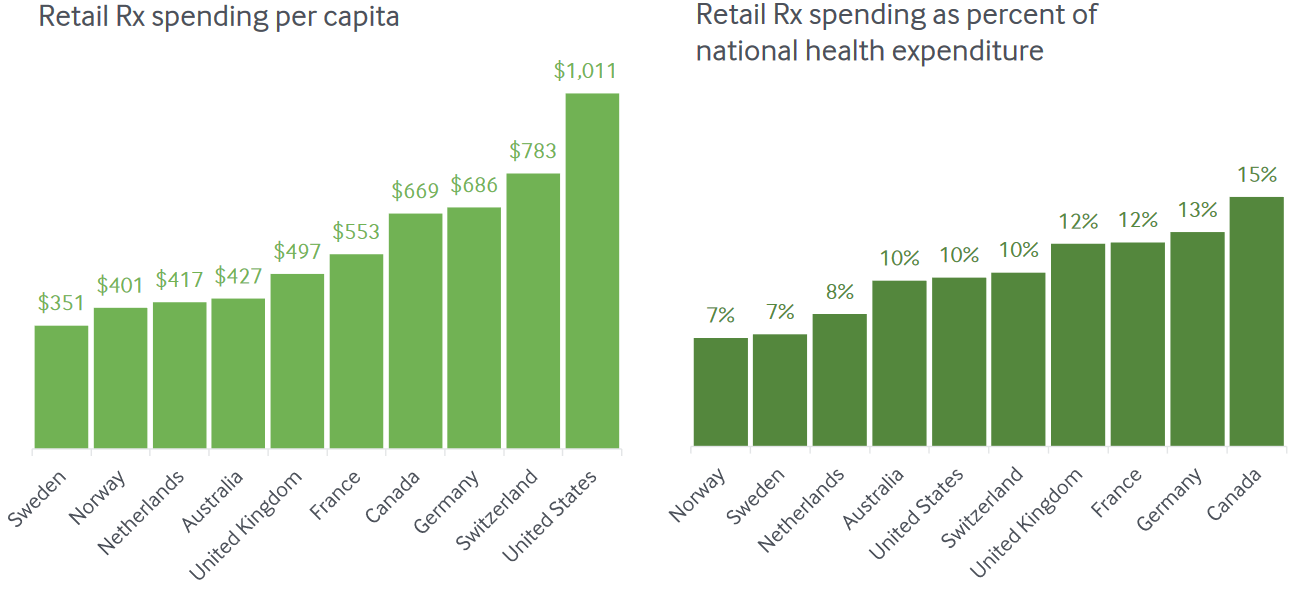 Retail Rx spending per capita
$351
$401
$417
$427
$497
$553
$669
$686
$783
$1,011
Sweden
Norway
Netherlands
Australia
United Kingdom
France
Canada
Germany
Switzerland
United States
Retail Rx spending as percent of
national health expenditure
7%
7%
8%
10%
10%
10%
12%
12%
13%
15%
Norway
Sweden
Netherlands
Australia
United States
Switzerland
United Kingdom
France
Germany
Canada